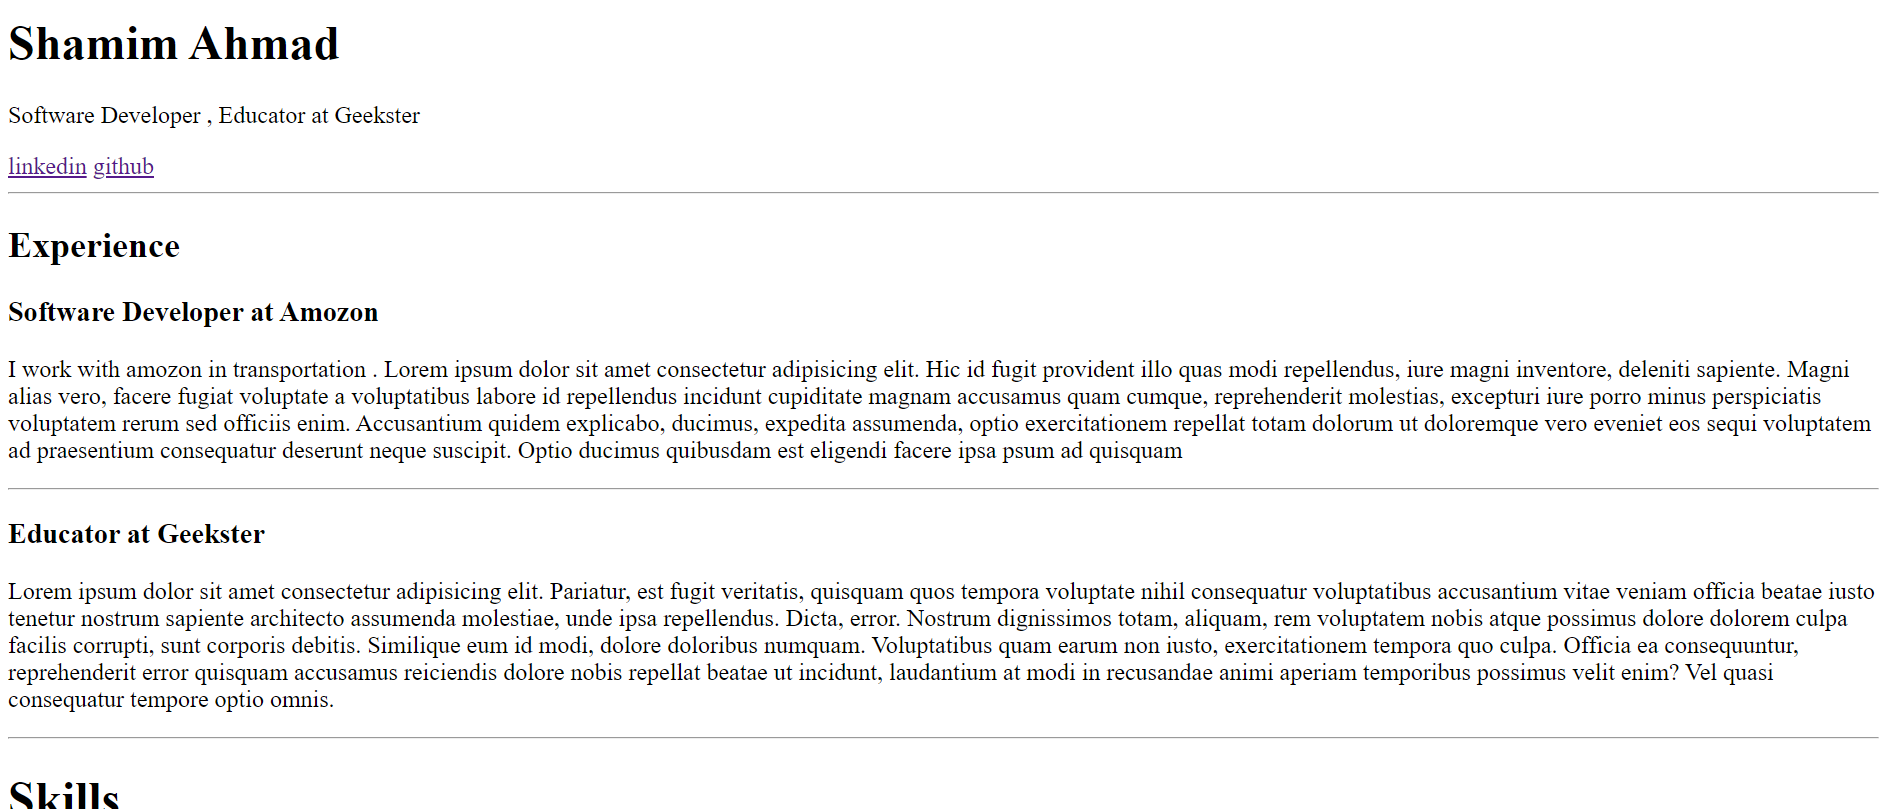 Shamim Ahmad
Software Developer , Educator at Geekster
linkedin github
Experience
Software Developer at Amozon
I work with amozon in transportation . Lorem ipsum dolor sit amet consectetur adipisicing elit. Hic id fugit provident illo quas modi repellendus, iure magni inventore, deleniti sapiente. Magni
alias vero, facere fugiat voluptate a voluptatibus labore id repellendus incidunt cupiditate magnam accusamus quam cumque, reprehenderit molestias, excepturi iure porro minus perspiciatis
voluptatem rerum sed officiis enim. Accusantium quidem explicabo, ducimus, expedita assumenda, optio exercitationem repellat totam dolorum ut doloremque vero eveniet eos sequi voluptatem
ad praesentium consequatur deserunt neque suscipit. Optio ducimus quibusdam est eligendi facere ipsa psum ad quisquam
Educator at Geekster
Lorem ipsum dolor sit amet consectetur adipisicing elit. Pariatur, est fugit veritatis, quisquam quos tempora voluptate nihil consequatur voluptatibus accusantium vitae veniam officia beatae iusto
tenetur nostrum sapiente architecto assumenda molestiae, unde ipsa repellendus. Dicta, error. Nostrum dignissimos totam, aliquam, rem voluptatem nobis atque possimus dolore dolorem culpa
facilis corrupti, sunt corporis debitis. Similique eum id modi, dolore doloribus numquam. Voluptatibus quam earum non iusto, exercitationem tempora quo culpa. Officia ea consequuntur,
reprehenderit error quisquam accusamus reiciendis dolore nobis repellat beatae ut incidunt, laudantium at modi in recusandae animi aperiam temporibus possimus velit enim? Vel quasi
consequatur tempore optio omnis.
Skills